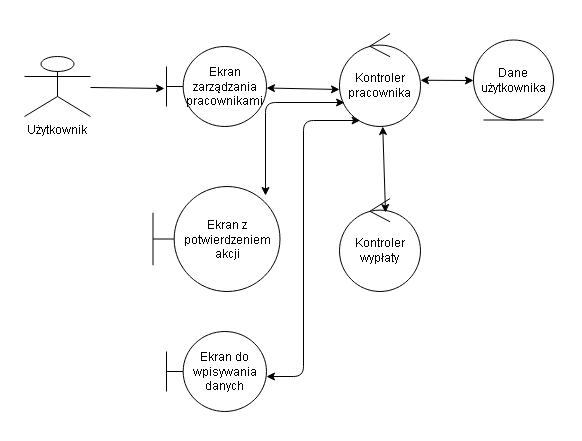 Użytkownik
Ekran
zarządzania
pracownikami
Kontroler
pracownika
Dane
użytkownika
Ekran z
potwierdzeniem
akcji
Kontroler
wypłaty
Ekran do
wpisywania
danych